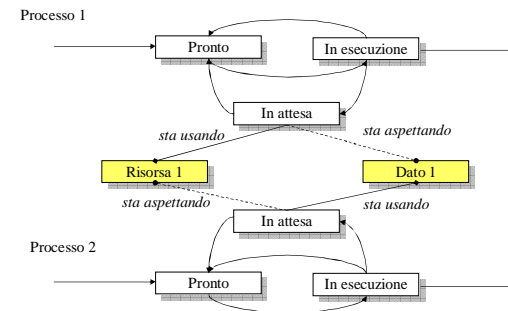 Processo 1
Pronto
In esecuzione
In attesa
sta usando
sta aspettando
Risorsa 1
Dato 1
sta aspettando
sta usando
In attesa
Processo 2
Pronto
In esecuzione